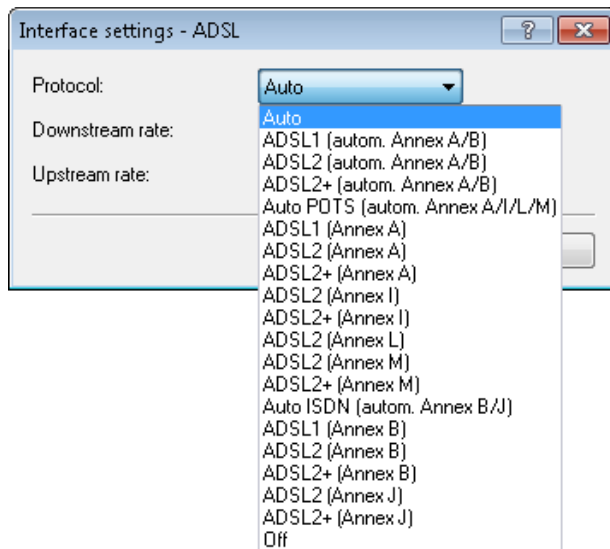 Interface settings - ADSL
?
Protocol:
Auto
Downstream rate:
Upstream rate:
Auto
ADSL1 (autom. Annex A/B)
ADSL2 (autom. Annex A/B)
ADSL2+ (autom. Annex A/B)
Auto POTS (autom. Annex A/I/L/M)
ADSL1 (Annex A)
ADSL2 (Annex A)
ADSL2+ (Annex A)
ADSL2 (Annex I)
ADSL2+ (Annex I)
ADSL2 (Annex L)
ADSL2 (Annex M)
ADSL2+ (Annex M)
Auto ISDN (autom. Annex B/J)
ADSL1 (Annex B)
ADSL2 (Annex B)
ADSL2+ (Annex B)
ADSL2 (Annex J)
ADSL2+ (Annex J)
Off